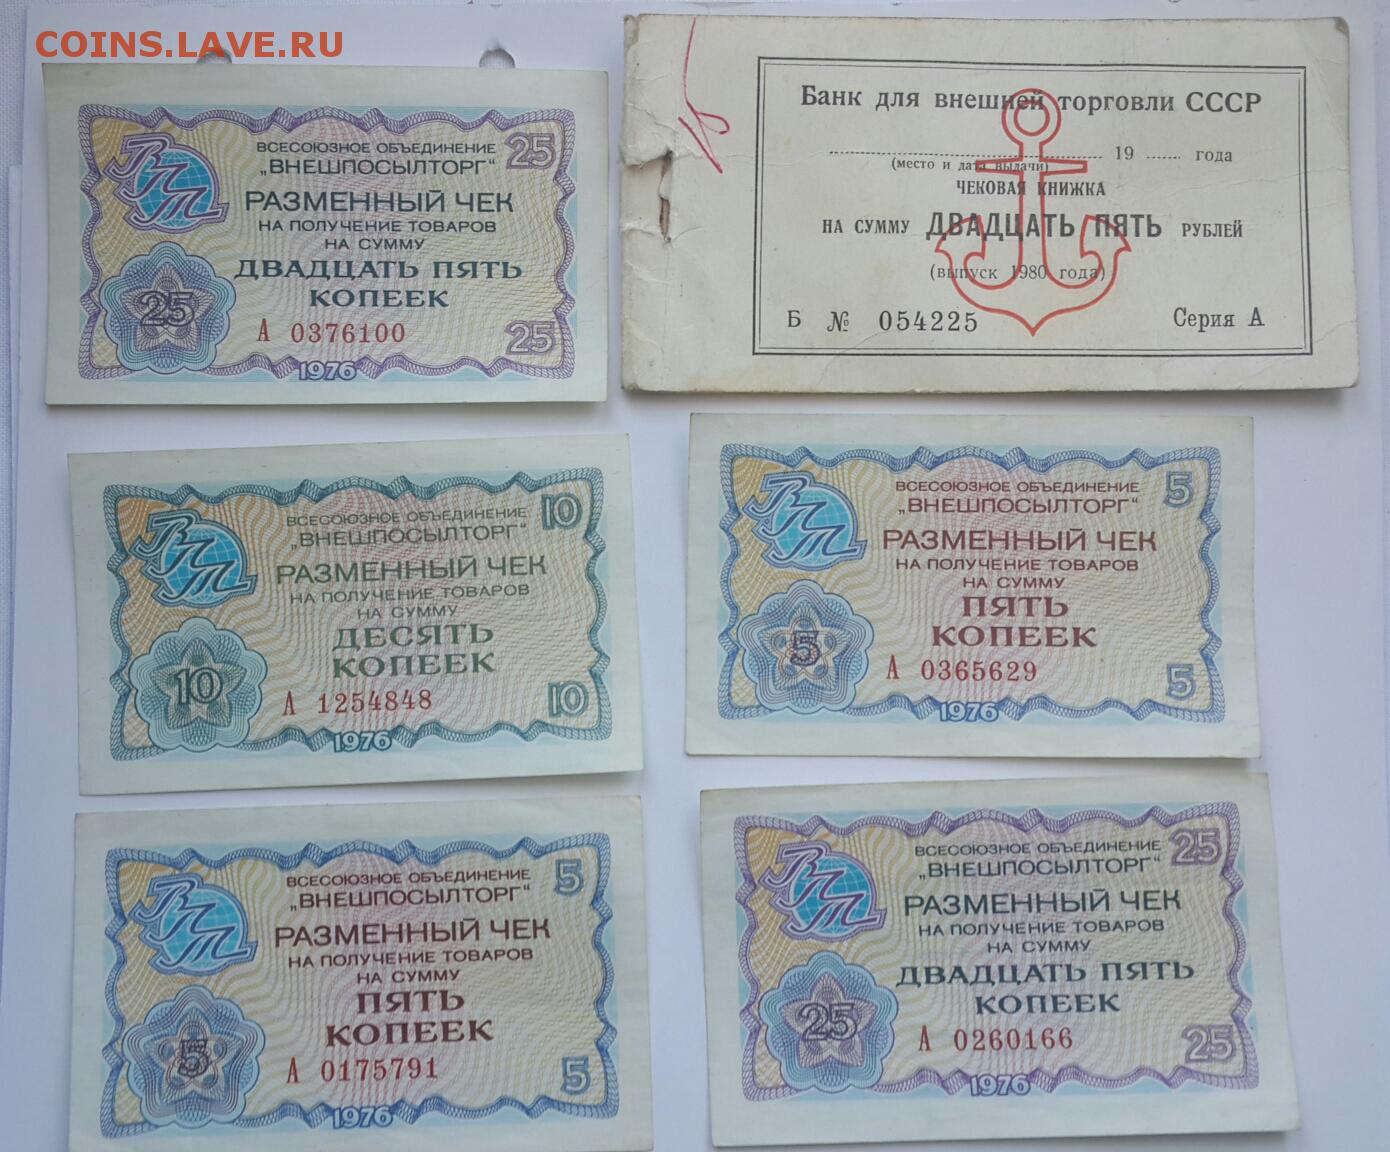 COINS.LAVE.RU
ВСЕСОЮЗНОЕ ОБЪЕДИНЕНИЕ
„ВНЕШПОСЫЛТОРГ“
25
ВПТ
РАЗМЕННЫЙ ЧЕК
НА ПОЛУЧЕНИЕ ТОВАРОВ
НА СУММУ
ДВАДЦАТЬ ПЯТЬ
КОПЕЕК
25
А 0376100
25
1976
Банк для внешней торговли СССР
19 года
(место и дата выдачи)
ЧЕКОВАЯ КНИЖКА
НА СУММУ ДВАДЦАТЬ ПЯТЬ РУБЛЕЙ
(выпуск 1980 года)
Б № 054225 Серия А
ВСЕСОЮЗНОЕ ОБЪЕДИНЕНИЕ
„ВНЕШПОСЫЛТОРГ“
10
ВПТ
РАЗМЕННЫЙ ЧЕК
НА ПОЛУЧЕНИЕ ТОВАРОВ
НА СУММУ
ДЕСЯТЬ
КОПЕЕК
10
А 1254848
10
1976
ВСЕСОЮЗНОЕ ОБЪЕДИНЕНИЕ
„ВНЕШПОСЫЛТОРГ“
5
ВПТ
РАЗМЕННЫЙ ЧЕК
НА ПОЛУЧЕНИЕ ТОВАРОВ
НА СУММУ
ПЯТЬ
КОПЕЕК
5
А 0365629
5
1976
ВСЕСОЮЗНОЕ ОБЪЕДИНЕНИЕ
„ВНЕШПОСЫЛТОРГ“
5
ВПТ
РАЗМЕННЫЙ ЧЕК
НА ПОЛУЧЕНИЕ ТОВАРОВ
НА СУММУ
ПЯТЬ
КОПЕЕК
5
А 0175791
5
1976
ВСЕСОЮЗНОЕ ОБЪЕДИНЕНИЕ
„ВНЕШПОСЫЛТОРГ“
25
ВПТ
РАЗМЕННЫЙ ЧЕК
НА ПОЛУЧЕНИЕ ТОВАРОВ
НА СУММУ
ДВАДЦАТЬ ПЯТЬ
КОПЕЕК
25
А 0260166
25
1976